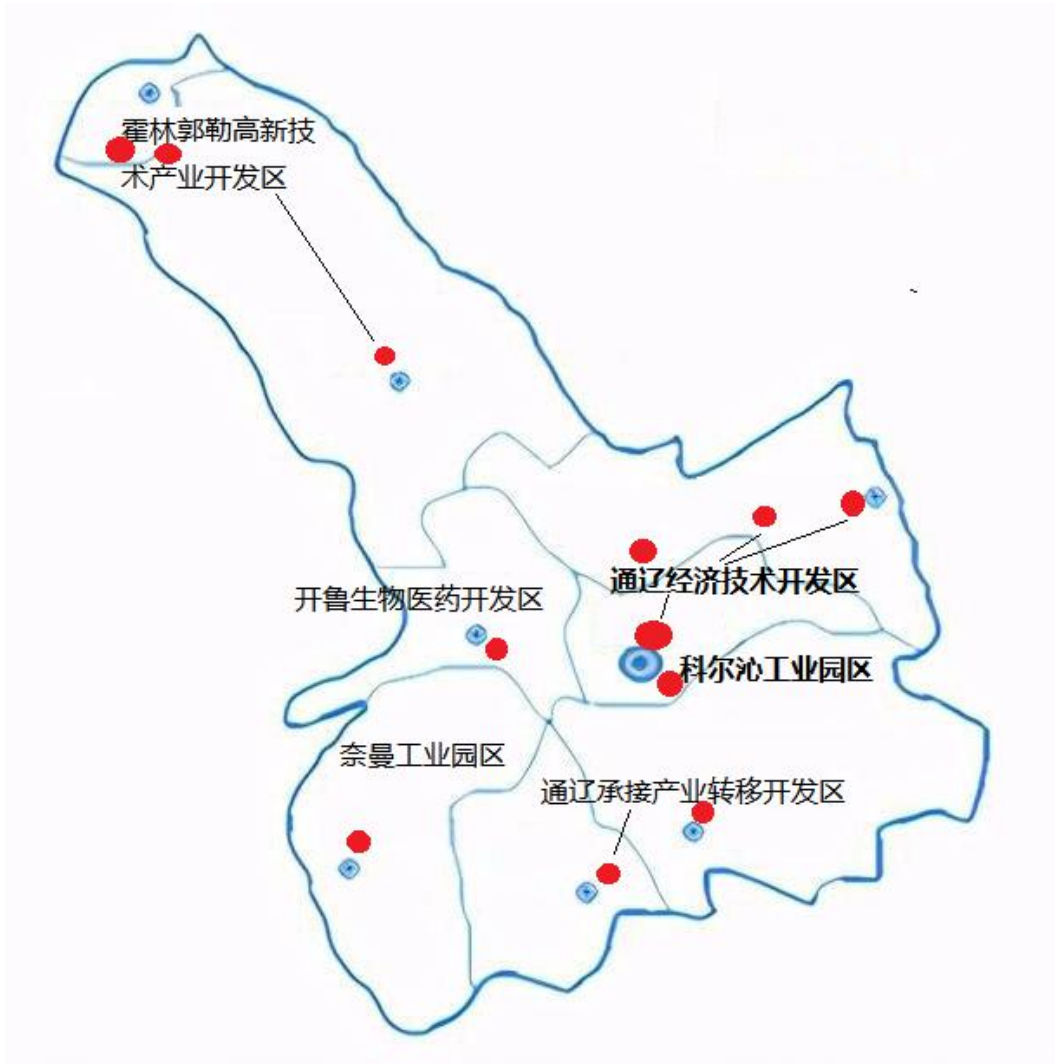 霍林郭勒高新技
术产业开发区
通辽经济技术开发区
开鲁生物医药开发区
科尔沁工业园区
奈曼工业园区
通辽承接产业转移开发区